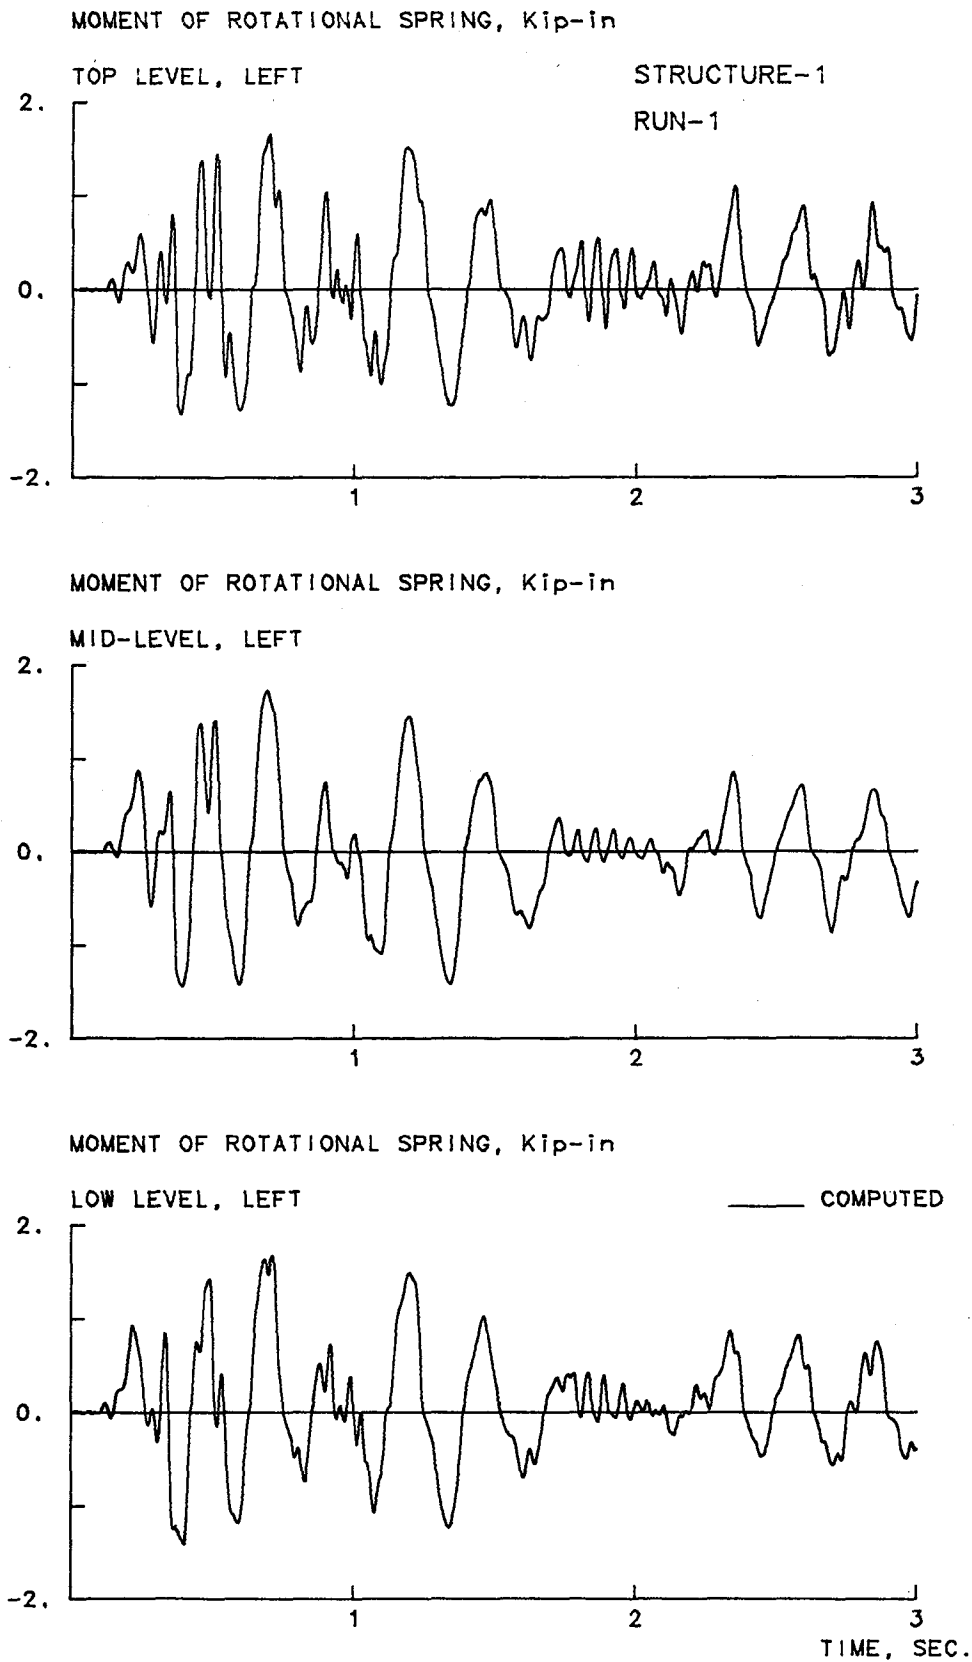 MOMENT OF ROTATIONAL SPRING, Kip-in
TOP LEVEL, LEFT
STRUCTURE-1
RUN-1
2.
0.
-2.
1
2
3
MOMENT OF ROTATIONAL SPRING, Kip-in
MID-LEVEL, LEFT
2.
0.
-2.
1
2
3
MOMENT OF ROTATIONAL SPRING, Kip-in
LOW LEVEL, LEFT
COMPUTED
2.
0.
-2.
1
2
3
TIME, SEC.